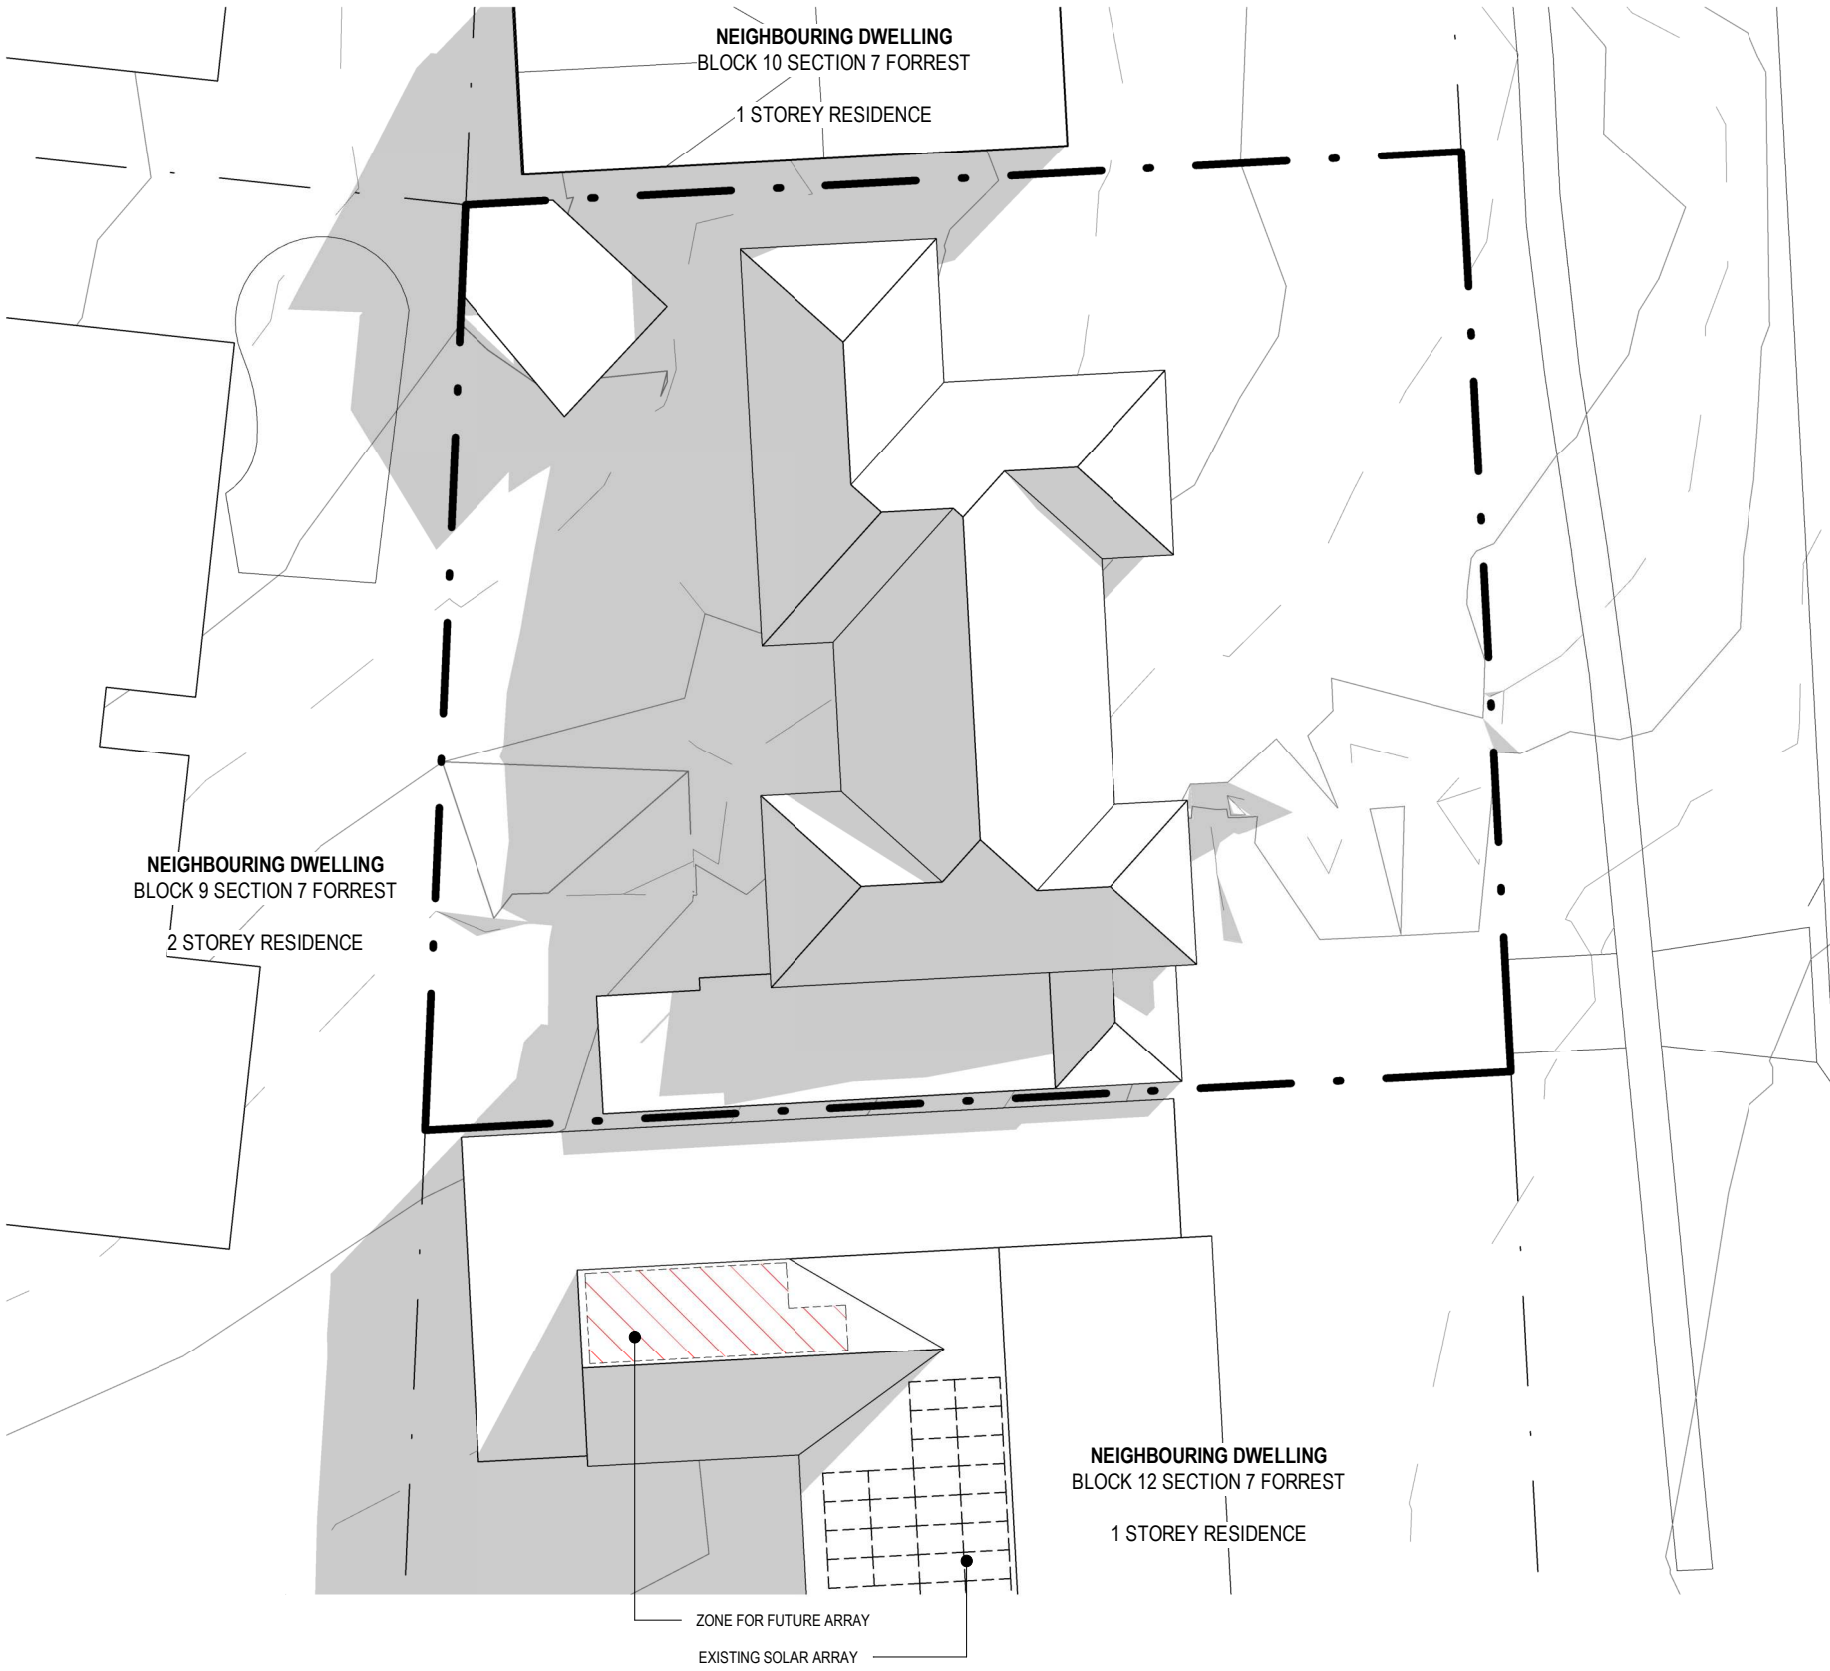 NEIGHBOURING DWELLING
BLOCK 10 SECTION 7 FORREST
1 STOREY RESIDENCE
NEIGHBOURING DWELLING
BLOCK 9 SECTION 7 FORREST
2 STOREY RESIDENCE
NEIGHBOURING DWELLING
BLOCK 12 SECTION 7 FORREST
1 STOREY RESIDENCE
ZONE FOR FUTURE ARRAY
EXISTING SOLAR ARRAY